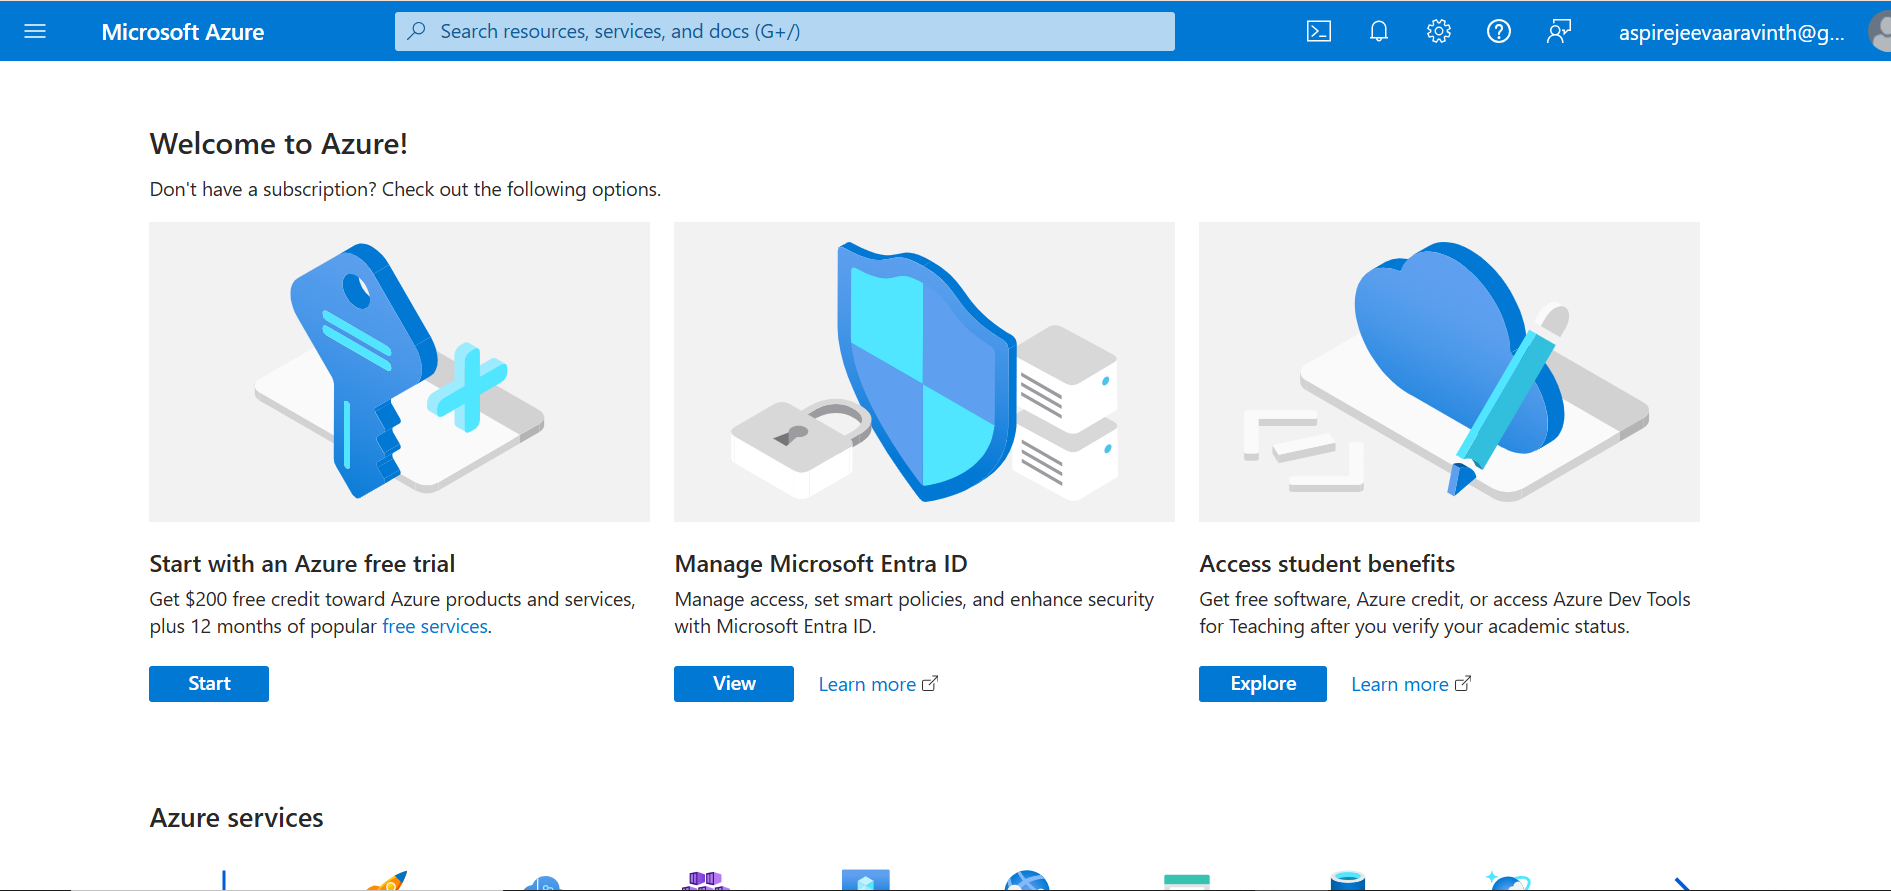 Microsoft Azure
Search resources, services, and docs (G+/)
aspirejeevaaravinth@g...
Welcome to Azure!
Don't have a subscription? Check out the following options.
Start with an Azure free trial
Get $200 free credit toward Azure products and services,
plus 12 months of popular free services.
Start
Manage Microsoft Entra ID
Manage access, set smart policies, and enhance security
with Microsoft Entra ID.
View
Learn more
Access student benefits
Get free software, Azure credit, or access Azure Dev Tools
for Teaching after you verify your academic status.
Explore
Learn more
Azure services